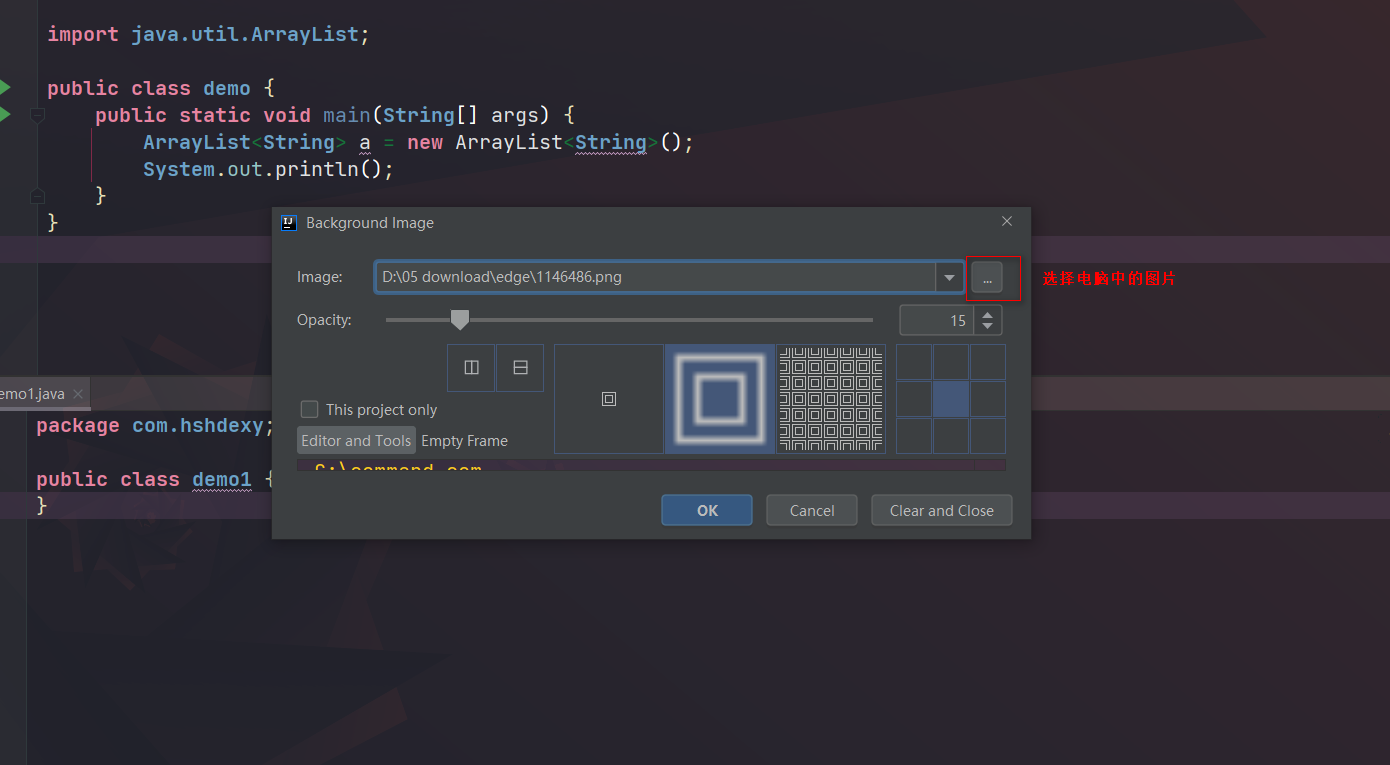 import java.util.ArrayList;
public class demo {
public static void main(String[] args) {
ArrayList<String> a = new ArrayList<String>();
System.out.println();
}
}
Background Image
Image:
D:\05 download\edge\1146486.png
...
选择电脑中的图片
Opacity:
15
This project only
Editor and Tools
Empty Frame
C:\command.com
OK
Cancel
Clear and Close
emo1.java
package com.hshdexy;
public class demo1 {
}